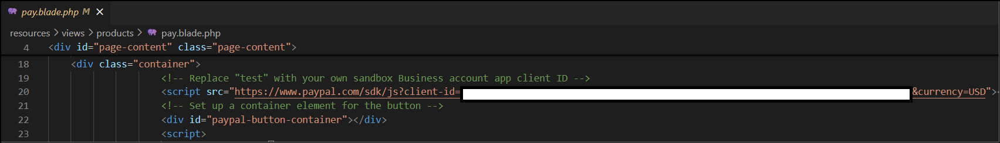 pay.blade.php M ×
resources > views > products > pay.blade.php
4 <div id="page-content" class="page-content">
18 <div class="container">
19 <!-- Replace "test" with your own sandbox Business account app client ID -->
20 <script src="https://www.paypal.com/sdk/js?client-id= &currency=USD"><
21 <!-- Set up a container element for the button -->
22 <div id="paypal-button-container"></div>
23 <script>